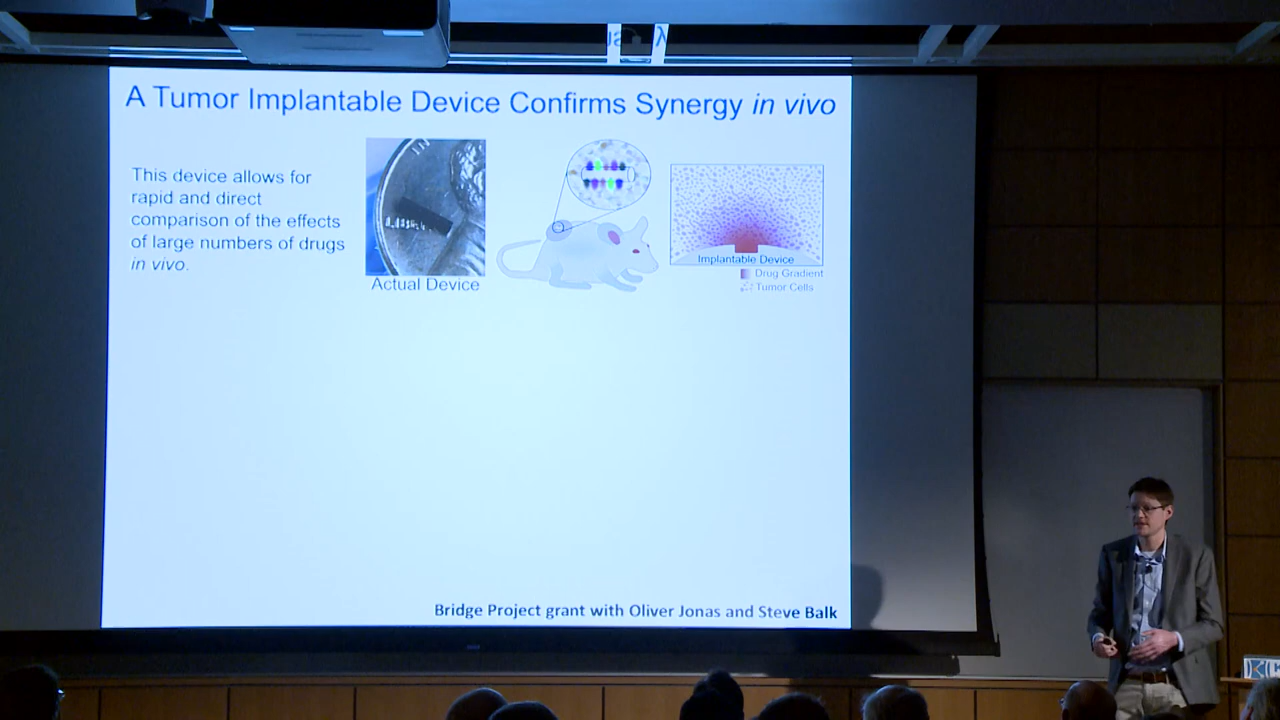 A Tumor Implantable Device Confirms Synergy in vivo
This device allows for
rapid and direct
comparison of the effects
of large numbers of drugs
in vivo.
Actual Device
Implantable Device
Drug Gradient
Tumor Cells
Bridge Project grant with Oliver Jonas and Steve Balk